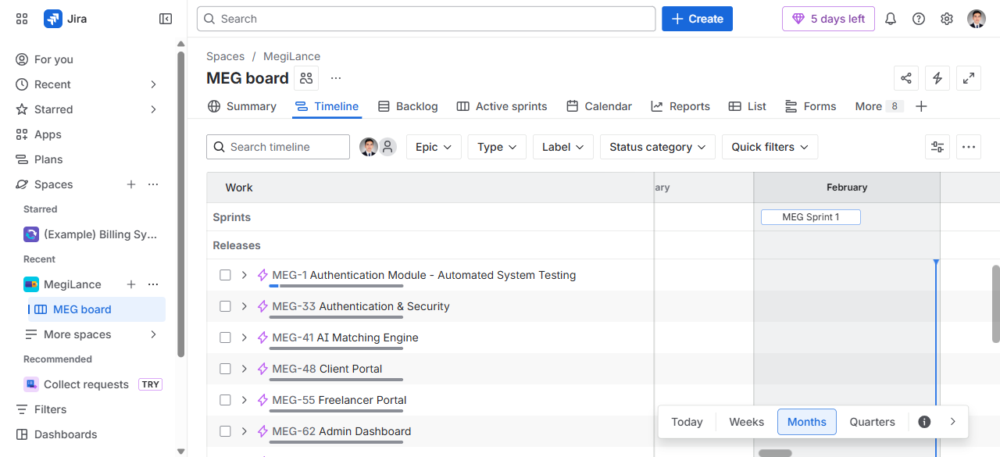 Jira
Search
Create
5 days left
For you
Recent
Starred
Apps
Plans
Spaces
Starred
(Example) Billing Sy...
Recent
MegiLance
MEG board
More spaces
Recommended
Collect requests TRY
Filters
Dashboards
Spaces / MegiLance
MEG board
Summary Timeline Backlog Active sprints Calendar Reports List Forms More 8
Search timeline Epic Type Label Status category Quick filters
Work ary February
Sprints MEG Sprint 1
Releases
MEG-1 Authentication Module - Automated System Testing
MEG-33 Authentication & Security
MEG-41 AI Matching Engine
MEG-48 Client Portal
MEG-55 Freelancer Portal
MEG-62 Admin Dashboard
Today Weeks Months Quarters